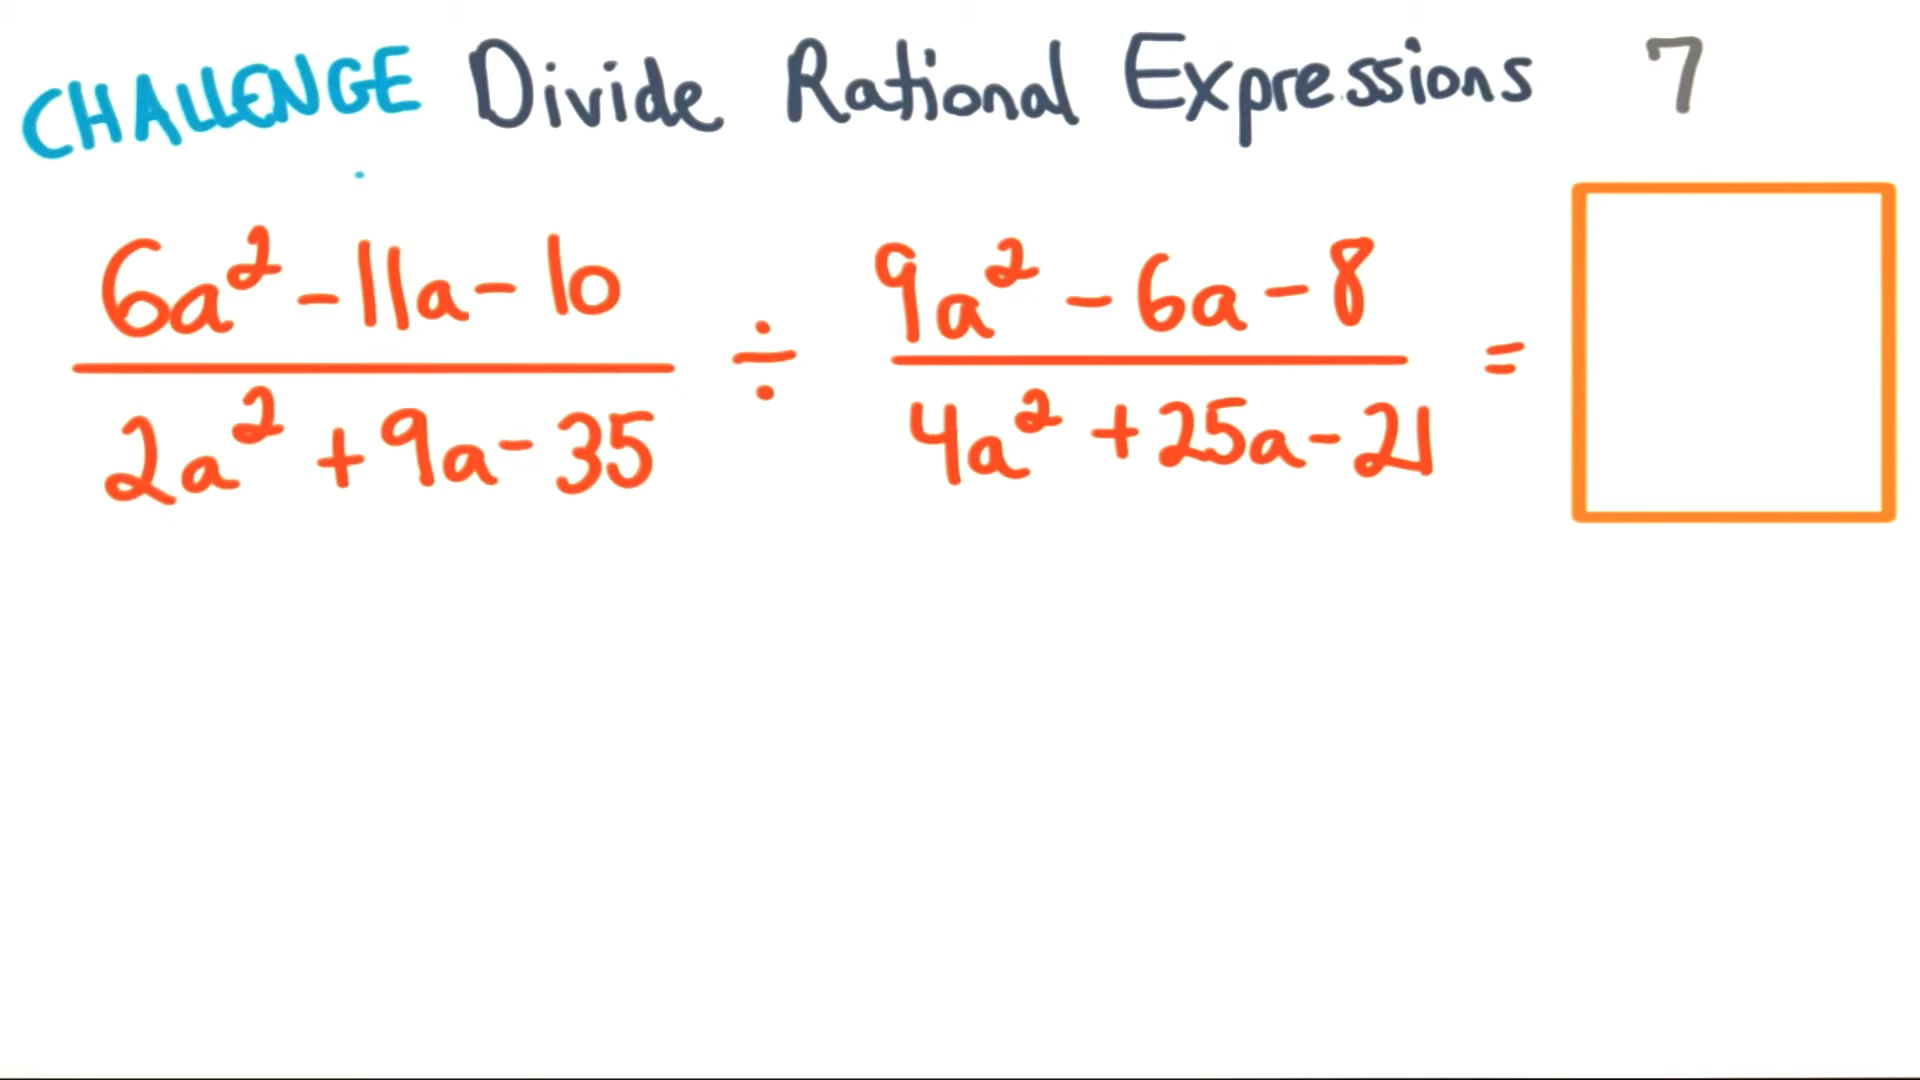 CHALLENGE Divide Rational Expressions 7
6a² - 11a - 10 ÷ 9a² - 6a - 8 =
2a² + 9a - 35 4a² + 25a - 21